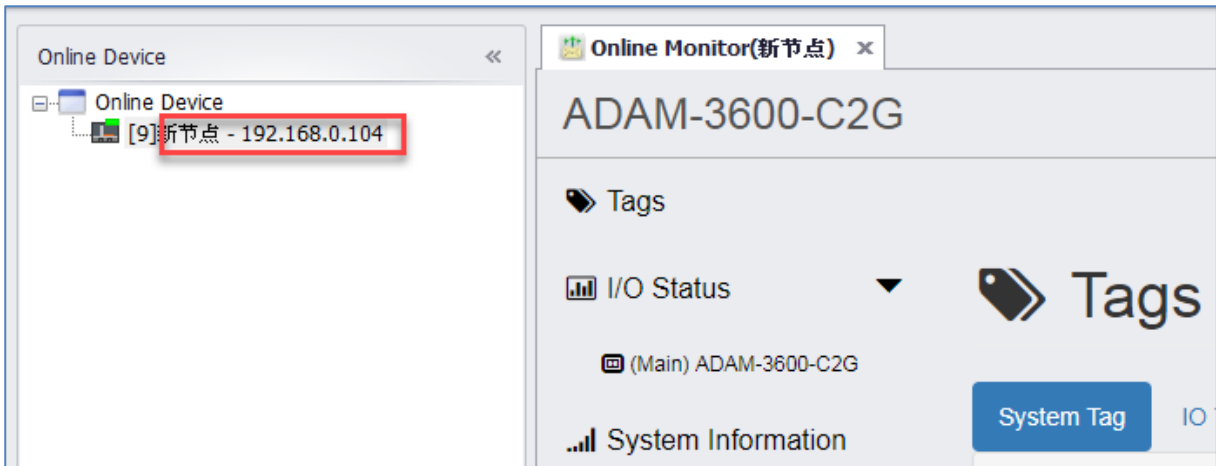 Online Device
Online Device
[9]新节点 - 192.168.0.104
Online Monitor(新节点)
ADAM-3600-C2G
Tags
I/O Status
(Main) ADAM-3600-C2G
System Information
Tags
System Tag
IO